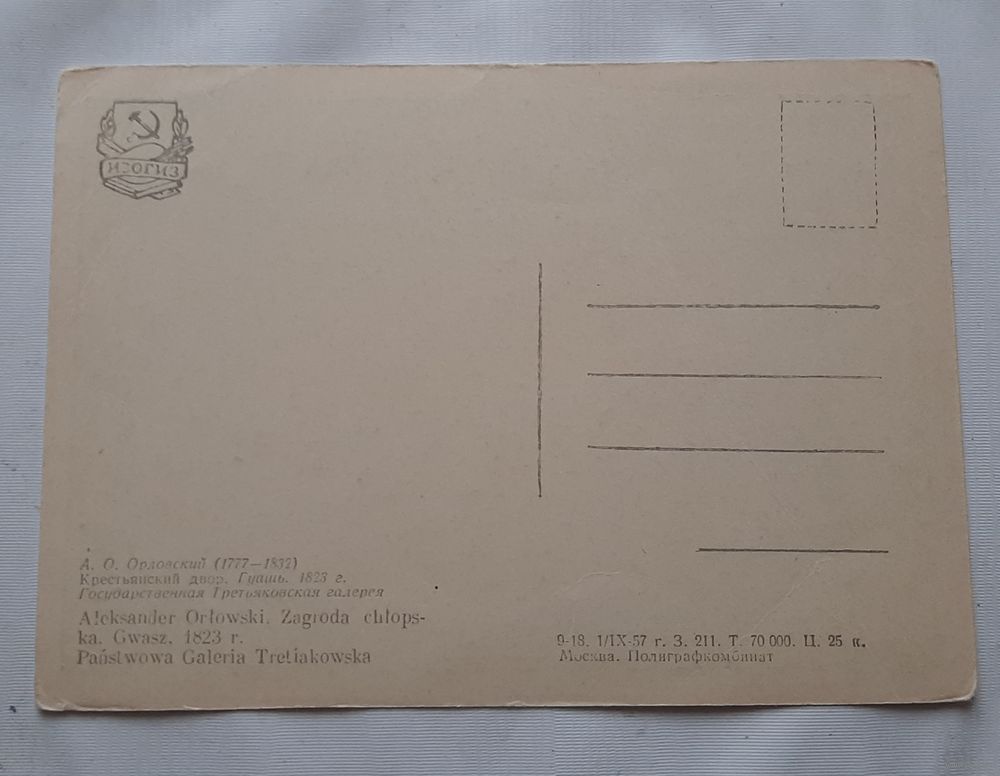 ИЗОГИЗ
А. О. Орловский (1777—1832)
Крестьянский двор. Гуашь. 1823 г.
Государственная Третьяковская галерея
Aleksander Orłowski. Zagroda chłops-
ka. Gwasz. 1823 r.
Państwowa Galeria Tretiakowska
9-18. 1/IX-57 г. З. 211. Т. 70 000. Ц. 25 к.
Москва. Полиграфкомбинат